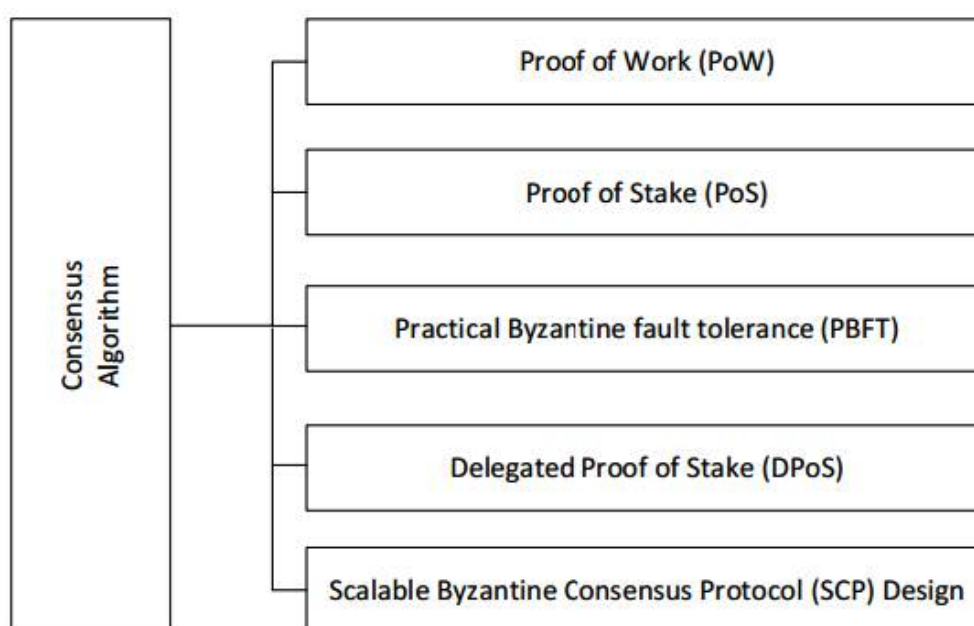 Consensus
Algorithm
Proof of Work (PoW)
Proof of Stake (PoS)
Practical Byzantine fault tolerance (PBFT)
Delegated Proof of Stake (DPoS)
Scalable Byzantine Consensus Protocol (SCP) Design